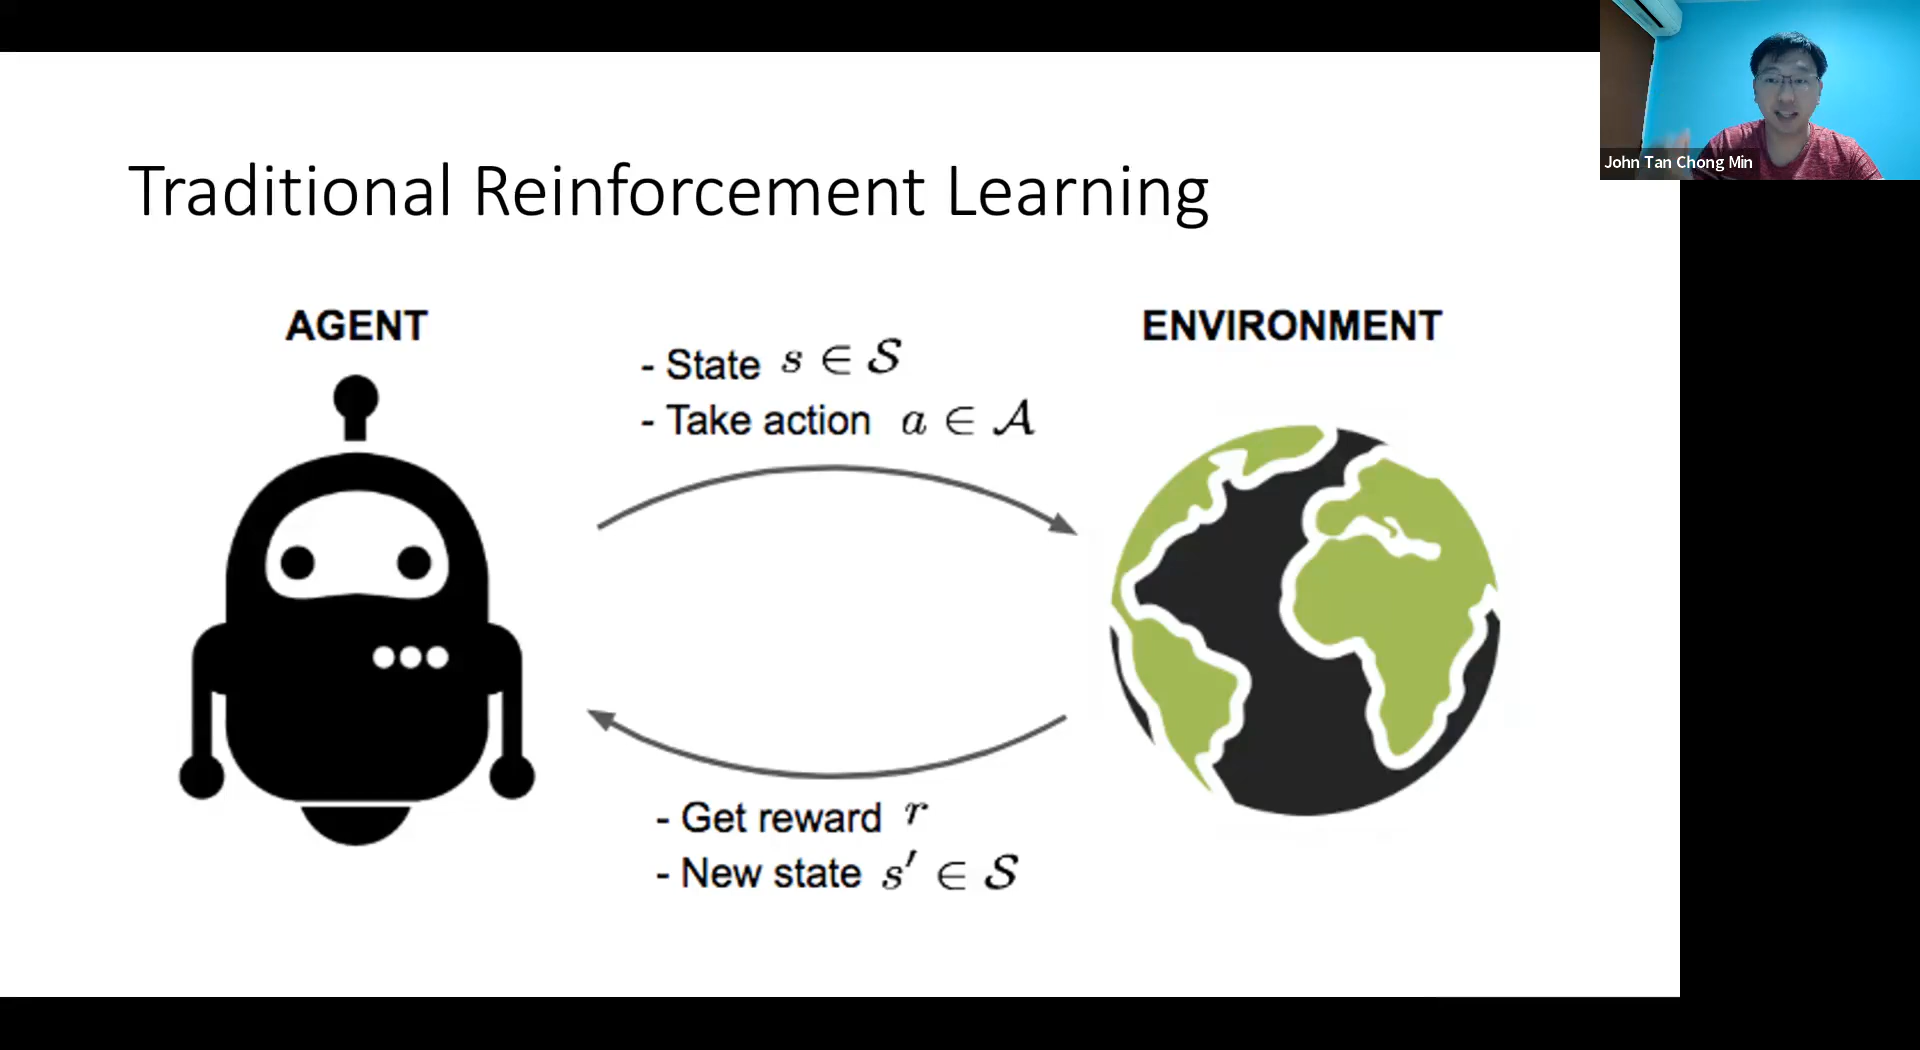 John Tan Chong Min
Traditional Reinforcement Learning
AGENT
- State s ∈ 𝒮
- Take action a ∈ 𝒜
ENVIRONMENT
- Get reward r
- New state s′ ∈ 𝒮